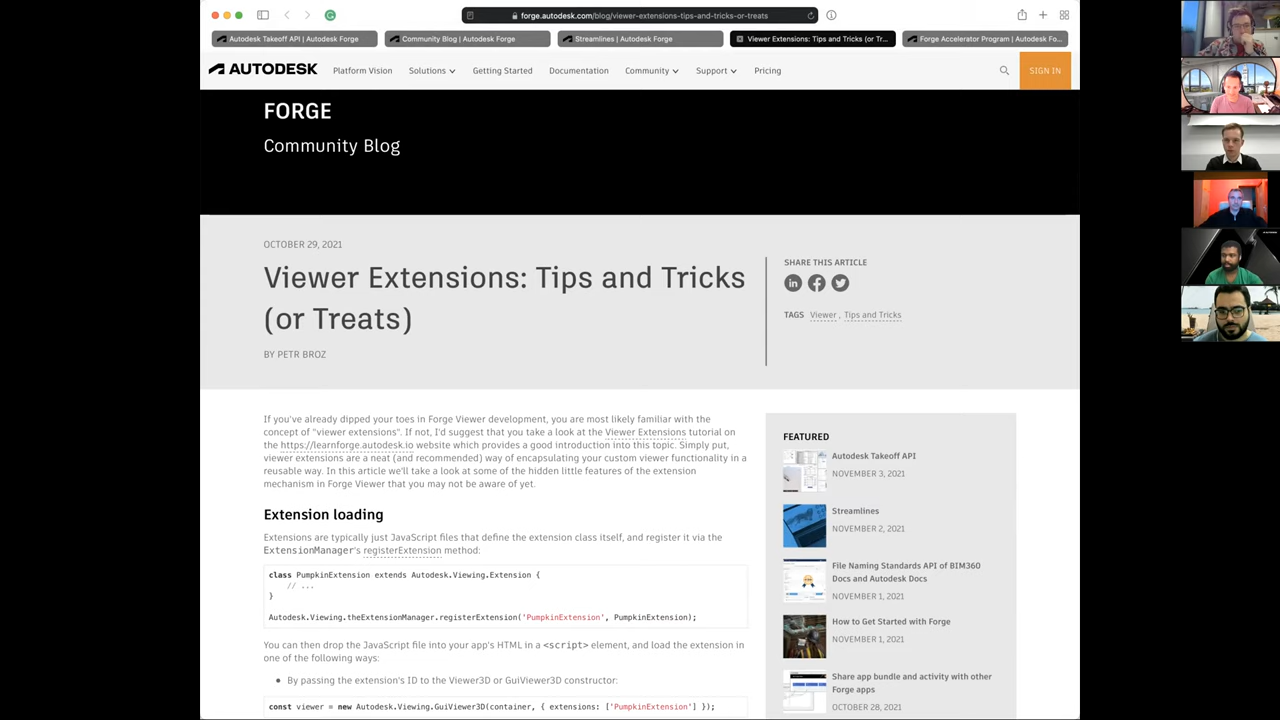 forge.autodesk.com/blog/viewer-extensions-tips-and-tricks-or-treats
Autodesk Takeoff API | Autodesk Forge
Community Blog | Autodesk Forge
Streamlines | Autodesk Forge
Viewer Extensions: Tips and Tricks (or Tr...
Forge Accelerator Program | Autodesk Fo...
AUTODESK
Platform Vision
Solutions
Getting Started
Documentation
Community
Support
Pricing
SIGN IN
FORGE
Community Blog
OCTOBER 29, 2021
Viewer Extensions: Tips and Tricks
(or Treats)
BY PETR BROZ
SHARE THIS ARTICLE
TAGS Viewer , Tips and Tricks
If you've already dipped your toes in Forge Viewer development, you are most likely familiar with the
concept of "viewer extensions". If not, I'd suggest that you take a look at the Viewer Extensions tutorial on
the https://learnforge.autodesk.io website which provides a good introduction into this topic. Simply put,
viewer extensions are a neat (and recommended) way of encapsulating your custom viewer functionality in a
reusable way. In this article we'll take a look at some of the hidden little features of the extension
mechanism in Forge Viewer that you may not be aware of yet.
Extension loading
Extensions are typically just JavaScript files that define the extension class itself, and register it via the
ExtensionManager's registerExtension method:
class PumpkinExtension extends Autodesk.Viewing.Extension {
// ...
}
Autodesk.Viewing.theExtensionManager.registerExtension('PumpkinExtension', PumpkinExtension);
You can then drop the JavaScript file into your app's HTML in a <script> element, and load the extension in
one of the following ways:
• By passing the extension's ID to the Viewer3D or GuiViewer3D constructor:
const viewer = new Autodesk.Viewing.GuiViewer3D(container, { extensions: ['PumpkinExtension'] });
FEATURED
Autodesk Takeoff API
NOVEMBER 3, 2021
Streamlines
NOVEMBER 2, 2021
File Naming Standards API of BIM360
Docs and Autodesk Docs
NOVEMBER 1, 2021
How to Get Started with Forge
NOVEMBER 1, 2021
Share app bundle and activity with other
Forge apps
OCTOBER 28, 2021